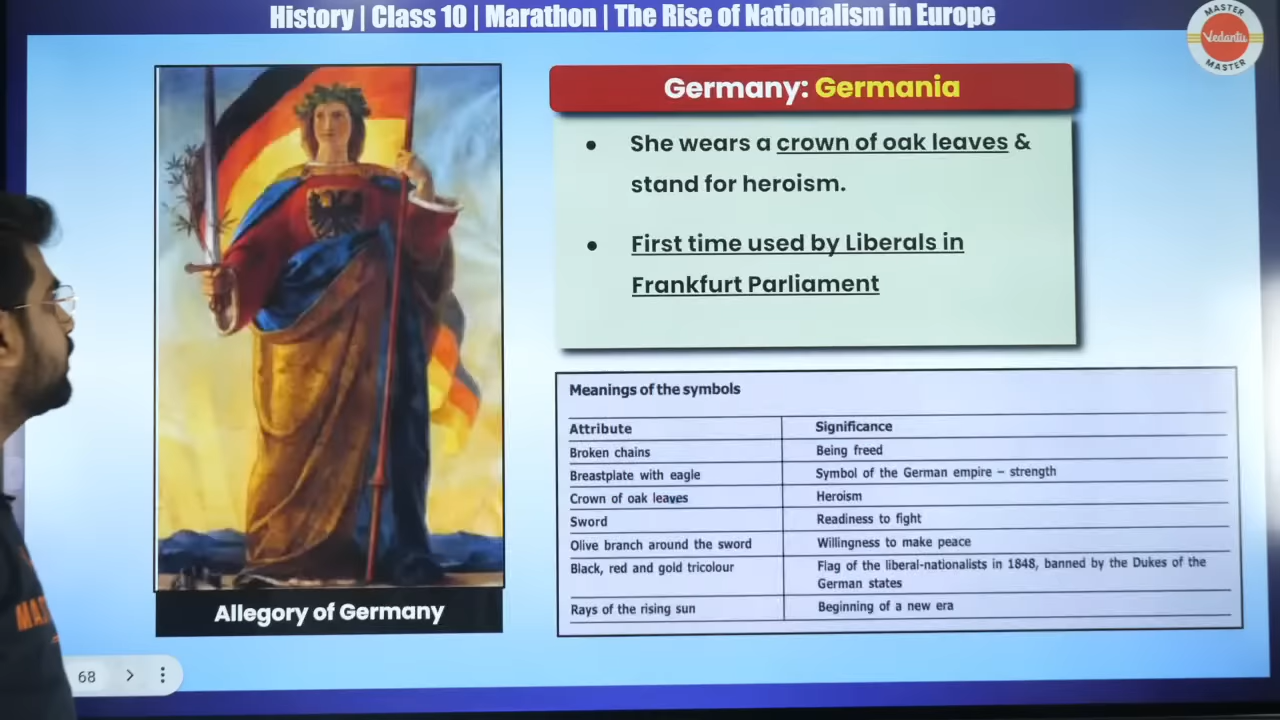 History | Class 10 | Marathon | The Rise of Nationalism in Europe
MASTER
Vedantu
MASTER
Germany: Germania
● She wears a crown of oak leaves &
stand for heroism.
● First time used by Liberals in
Frankfurt Parliament
Allegory of Germany
Meanings of the symbols
Attribute Significance
Broken chains Being freed
Breastplate with eagle Symbol of the German empire – strength
Crown of oak leaves Heroism
Sword Readiness to fight
Olive branch around the sword Willingness to make peace
Black, red and gold tricolour Flag of the liberal-nationalists in 1848, banned by the Dukes of the
German states
Rays of the rising sun Beginning of a new era
68